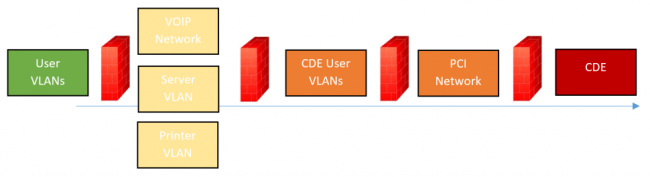 User
VLANs
VOIP
Network
Server
VLAN
Printer
VLAN
CDE User
VLANs
PCI
Network
CDE